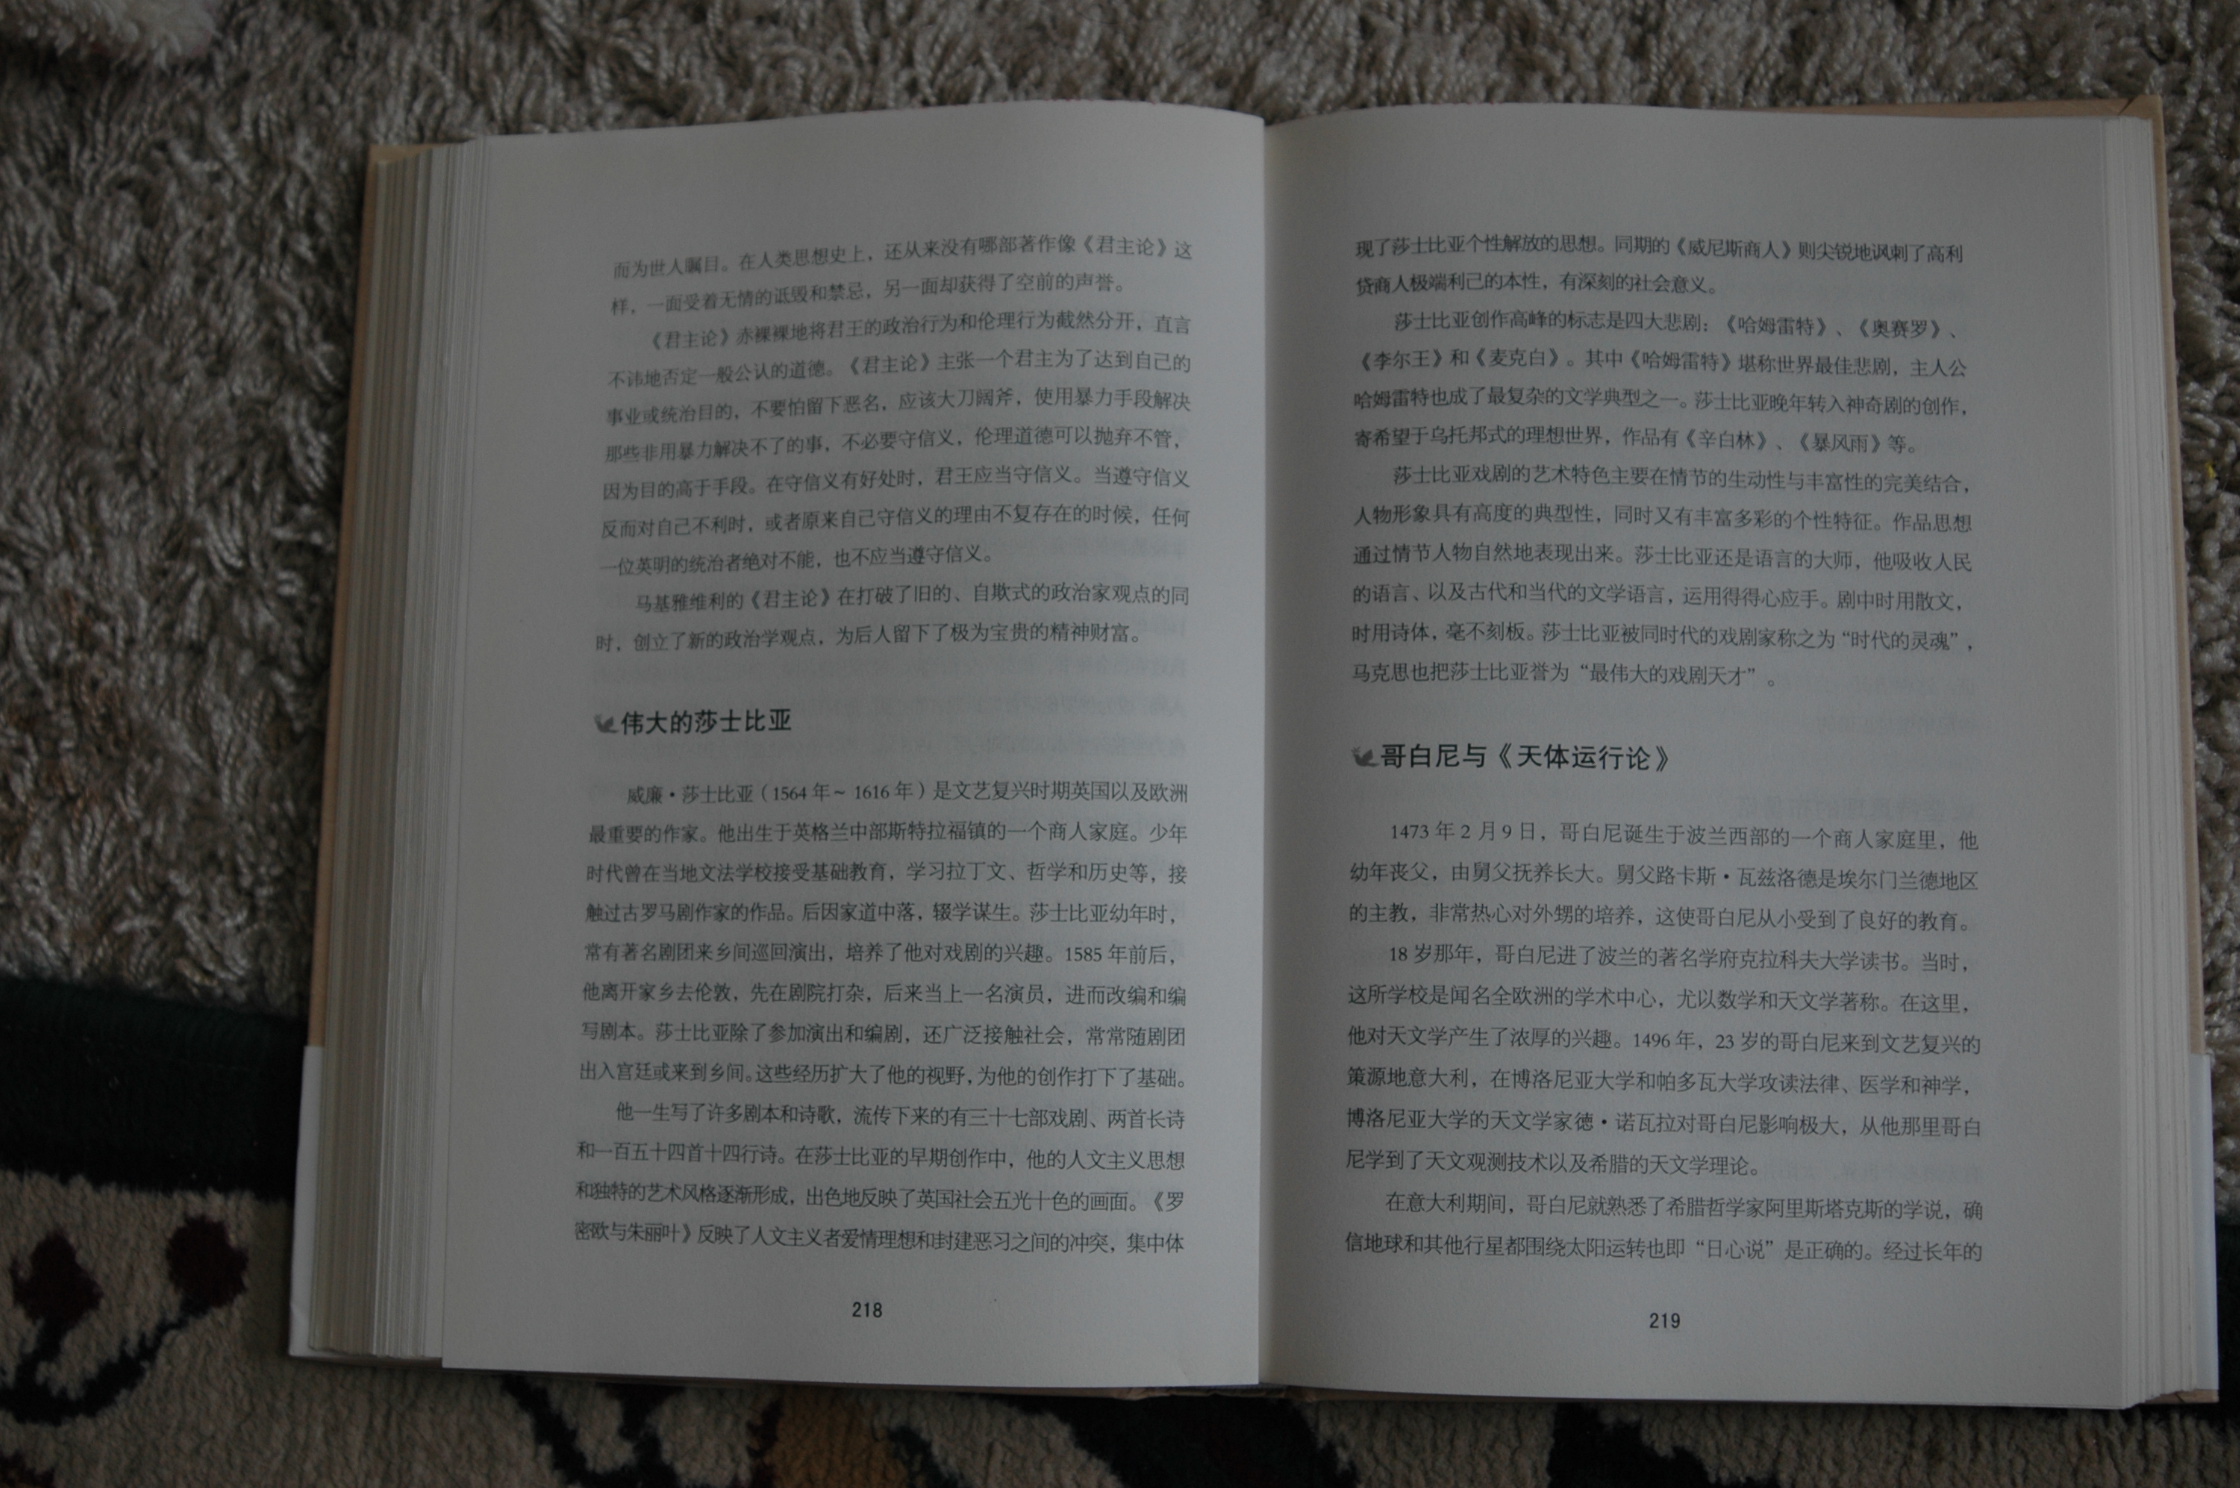 而为世人瞩目。在人类思想史上，还从来没有哪部著作像《君主论》这
样，一面受着无情的诋毁和禁忌，另一面却获得了空前的声誉。
《君主论》赤裸裸地将君王的政治行为和伦理行为截然分开，直言
不讳地否定一般公认的道德。《君主论》主张一个君主为了达到自己的
事业或统治目的，不要怕留下恶名，应该大刀阔斧，使用暴力手段解决
那些非用暴力解决不了的事，不必要守信义，伦理道德可以抛弃不管，
因为目的高于手段。在守信义有好处时，君王应当守信义。当遵守信义
反而对自己不利时，或者原来自己守信义的理由不复存在的时候，任何
一位英明的统治者绝对不能，也不应当遵守信义。
马基雅维利的《君主论》在打破了旧的、自欺式的政治家观点的同
时，创立了新的政治学观点，为后人留下了极为宝贵的精神财富。
伟大的莎士比亚
威廉·莎士比亚（1564年～1616年）是文艺复兴时期英国以及欧洲
最重要的作家。他出生于英格兰中部斯特拉福镇的一个商人家庭。少年
时代曾在当地文法学校接受基础教育，学习拉丁文、哲学和历史等，接
触过古罗马剧作家的作品。后因家道中落，辍学谋生。莎士比亚幼年时，
常有著名剧团来乡间巡回演出，培养了他对戏剧的兴趣。1585年前后，
他离开家乡去伦敦，先在剧院打杂，后来当上一名演员，进而改编和编
写剧本。莎士比亚除了参加演出和编剧，还广泛接触社会，常常随剧团
出入宫廷或来到乡间。这些经历扩大了他的视野，为他的创作打下了基础。
他一生写了许多剧本和诗歌，流传下来的有三十七部戏剧、两首长诗
和一百五十四首十四行诗。在莎士比亚的早期创作中，他的人文主义思想
和独特的艺术风格逐渐形成，出色地反映了英国社会五光十色的画面。《罗
密欧与朱丽叶》反映了人文主义者爱情理想和封建恶习之间的冲突，集中体
218
现了莎士比亚个性解放的思想。同期的《威尼斯商人》则尖锐地讽刺了高利
贷商人极端利己的本性，有深刻的社会意义。
莎士比亚创作高峰的标志是四大悲剧：《哈姆雷特》、《奥赛罗》、
《李尔王》和《麦克白》。其中《哈姆雷特》堪称世界最佳悲剧，主人公
哈姆雷特也成了最复杂的文学典型之一。莎士比亚晚年转入神奇剧的创作，
寄希望于乌托邦式的理想世界，作品有《辛白林》、《暴风雨》等。
莎士比亚戏剧的艺术特色主要在情节的生动性与丰富性的完美结合，
人物形象具有高度的典型性，同时又有丰富多彩的个性特征。作品思想
通过情节人物自然地表现出来。莎士比亚还是语言的大师，他吸收人民
的语言、以及古代和当代的文学语言，运用得得心应手。剧中时用散文，
时用诗体，毫不刻板。莎士比亚被同时代的戏剧家称之为“时代的灵魂”，
马克思也把莎士比亚誉为“最伟大的戏剧天才”。
哥白尼与《天体运行论》
1473年2月9日，哥白尼诞生于波兰西部的一个商人家庭里，他
幼年丧父，由舅父抚养长大。舅父路卡斯·瓦兹洛德是埃尔门兰德地区
的主教，非常热心对外甥的培养，这使哥白尼从小受到了良好的教育。
18岁那年，哥白尼进了波兰的著名学府克拉科夫大学读书。当时，
这所学校是闻名全欧洲的学术中心，尤以数学和天文学著称。在这里，
他对天文学产生了浓厚的兴趣。1496年，23岁的哥白尼来到文艺复兴的
策源地意大利，在博洛尼亚大学和帕多瓦大学攻读法律、医学和神学，
博洛尼亚大学的天文学家德·诺瓦拉对哥白尼影响极大，从他那里哥白
尼学到了天文观测技术以及希腊的天文学理论。
在意大利期间，哥白尼就熟悉了希腊哲学家阿里斯塔克斯的学说，确
信地球和其他行星都围绕太阳运转也即“日心说”是正确的。经过长年的
219